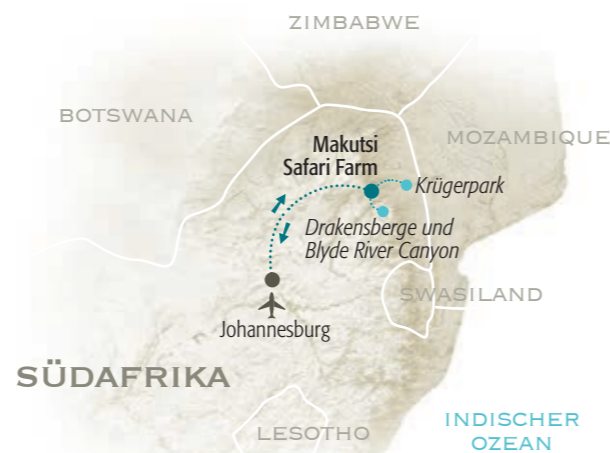 ZIMBABWE
BOTSWANA
MOZAMBIQUE
Makutsi
Safari Farm
Krügerpark
Drakensberge und
Blyde River Canyon
SWASILAND
Johannesburg
SÜDAFRIKA
LESOTHO
INDISCHER
OZEAN